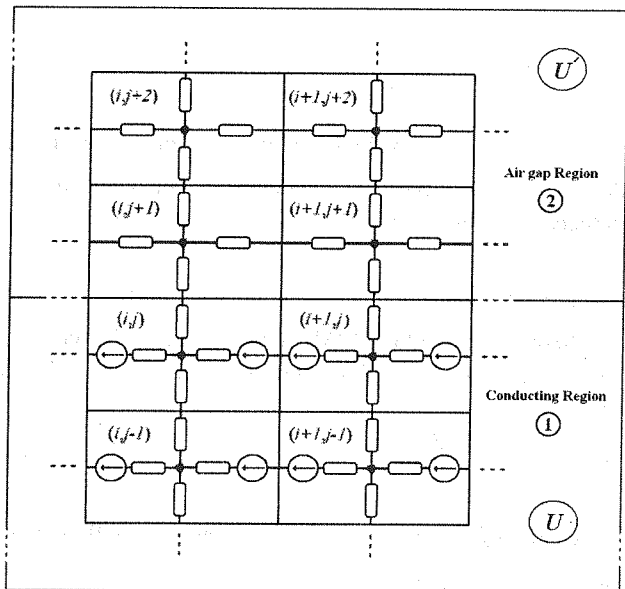 U´
(i,j+2)
(i+1,j+2)
Air gap Region
2
(i,j+1)
(i+1,j+1)
(i,j)
(i+1,j)
Conducting Region
1
(i,j-1)
(i+1,j-1)
U